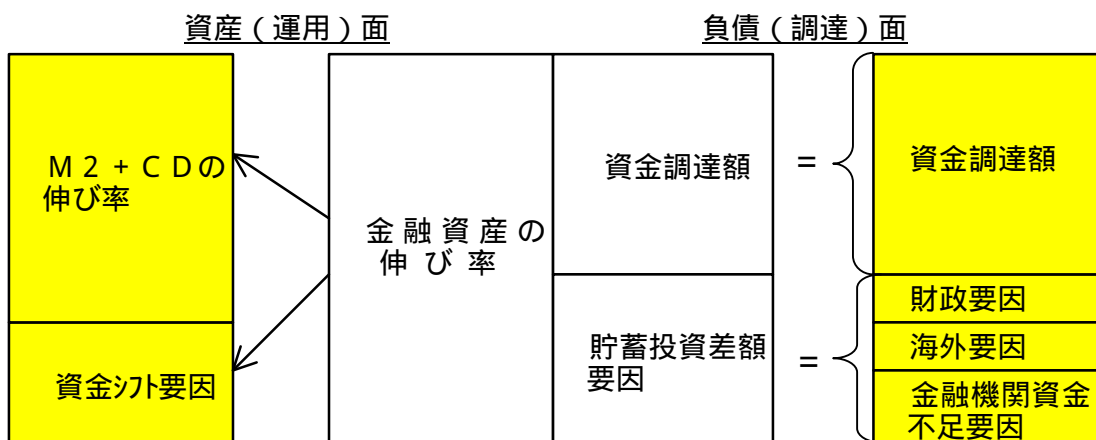 資産（運用）面
負債（調達）面
Ｍ２＋ＣＤの
伸び率
資金ｼﾌﾄ要因
金融資産の
伸び率
資金調達額
貯蓄投資差額
要因
=
=
資金調達額
財政要因
海外要因
金融機関資金
不足要因